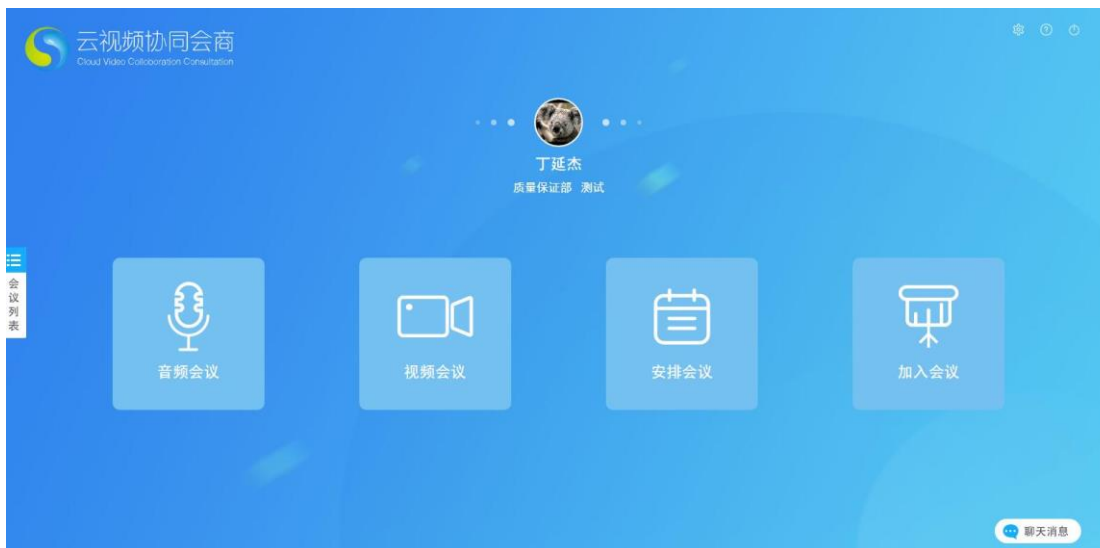 云视频协同会商
Cloud Video Colloboration Consultation
丁延杰
质量保证部 测试
会议列表
音频会议
视频会议
安排会议
加入会议
聊天消息